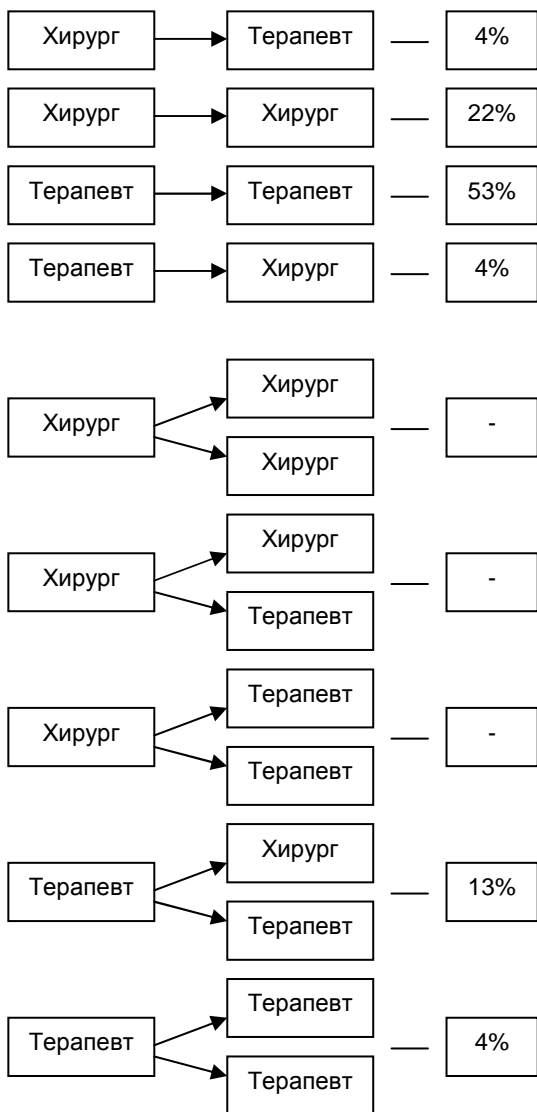 Хирург Терапевт — 4%
Хирург Хирург — 22%
Терапевт Терапевт — 53%
Терапевт Хирург — 4%
Хирург
Хирург — -
Хирург
Хирург
Хирург — -
Терапевт
Терапевт
Хирург — -
Терапевт
Хирург
Терапевт — 13%
Терапевт
Терапевт
Терапевт — 4%
Терапевт